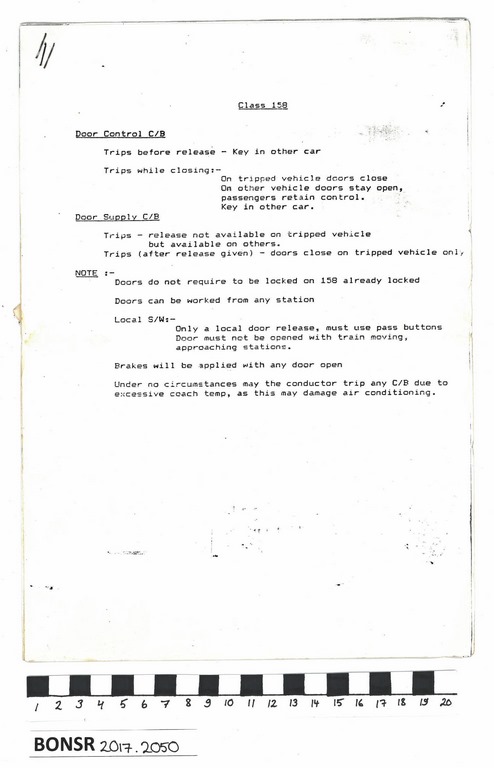 11
Class 158
Door Control C/B
Trips before release - Key in other car
Trips while closing:-
On tripped vehicle doors close
On other vehicle doors stay open,
passengers retain control.
Key in other car.
Door Supply C/B
Trips - release not available on tripped vehicle
but available on others.
Trips (after release given) - doors close on tripped vehicle only
NOTE :-
Doors do not require to be locked on 158 already locked
Doors can be worked from any station
Local S/W:-
Only a local door release, must use pass buttons
Door must not be opened with train moving,
approaching stations.
Brakes will be applied with any door open
Under no circumstances may the conductor trip any C/B due to
excessive coach temp, as this may damage air conditioning.
1 2 3 4 5 6 7 8 9 10 11 12 13 14 15 16 17 18 19 20
BONSR 2017.2050